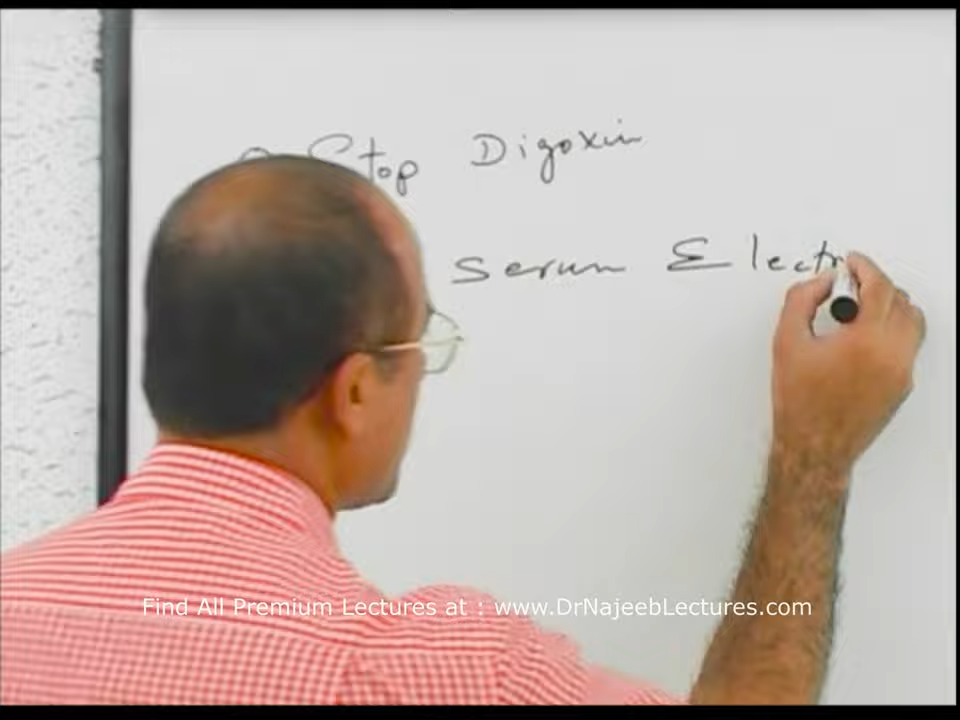 Stop Digoxin
Serum Electr
Find All Premium Lectures at : www.DrNajeebLectures.com